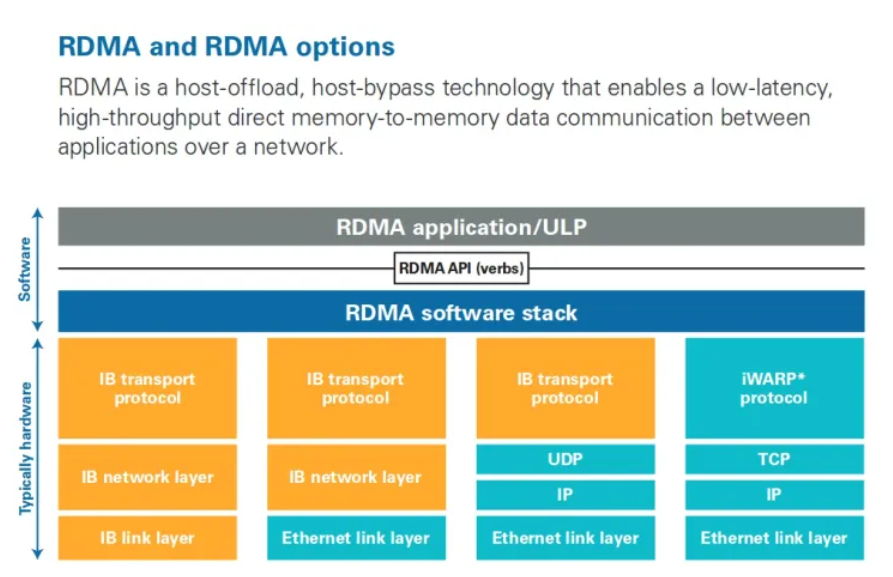 RDMA and RDMA options
RDMA is a host-offload, host-bypass technology that enables a low-latency,
high-throughput direct memory-to-memory data communication between
applications over a network.
Software
RDMA application/ULP
RDMA API (verbs)
RDMA software stack
Typically hardware
IB transport
protocol
IB network layer
IB link layer
IB transport
protocol
IB network layer
Ethernet link layer
IB transport
protocol
UDP
IP
Ethernet link layer
iWARP*
protocol
TCP
IP
Ethernet link layer